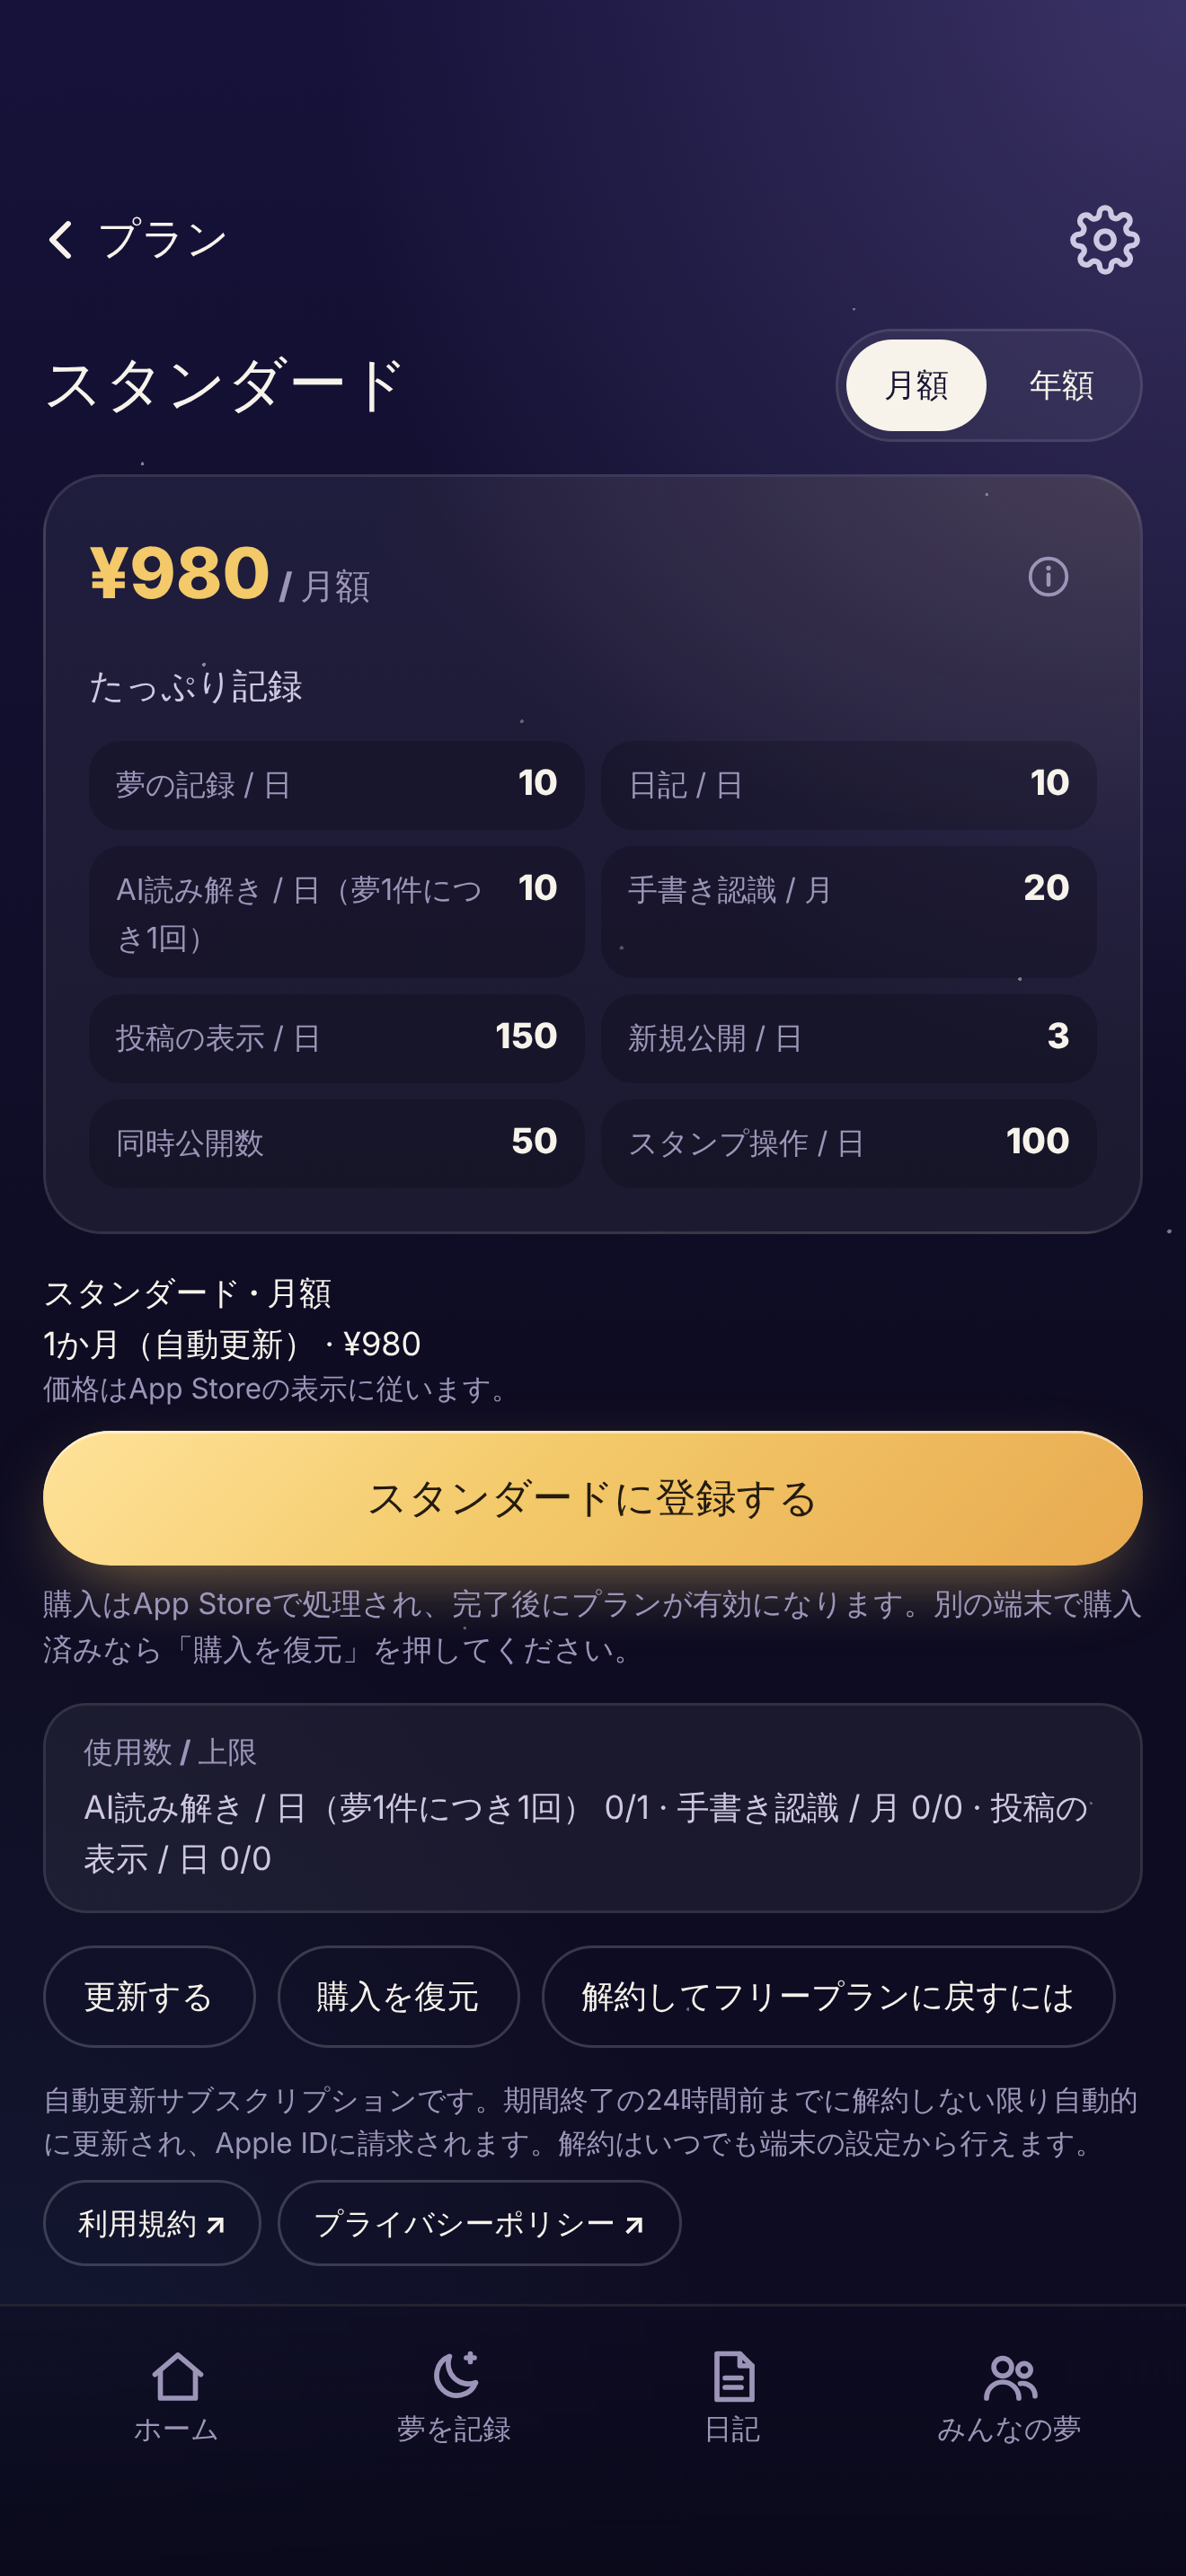 プラン
スタンダード
月額 年額
¥980 / 月額
たっぷり記録
夢の記録 / 日 10
日記 / 日 10
AI読み解き / 日（夢1件につ
き1回） 10
手書き認識 / 月 20
投稿の表示 / 日 150
新規公開 / 日 3
同時公開数 50
スタンプ操作 / 日 100
スタンダード · 月額
1か月（自動更新） · ¥980
価格はApp Storeの表示に従います。
スタンダードに登録する
購入はApp Storeで処理され、完了後にプランが有効になります。別の端末で購入
済みなら「購入を復元」を押してください。
使用数 / 上限
AI読み解き / 日（夢1件につき1回） 0/1 · 手書き認識 / 月 0/0 · 投稿の
表示 / 日 0/0
更新する 購入を復元 解約してフリープランに戻すには
自動更新サブスクリプションです。期間終了の24時間前までに解約しない限り自動的
に更新され、Apple IDに請求されます。解約はいつでも端末の設定から行えます。
利用規約 プライバシーポリシー
ホーム 夢を記録 日記 みんなの夢